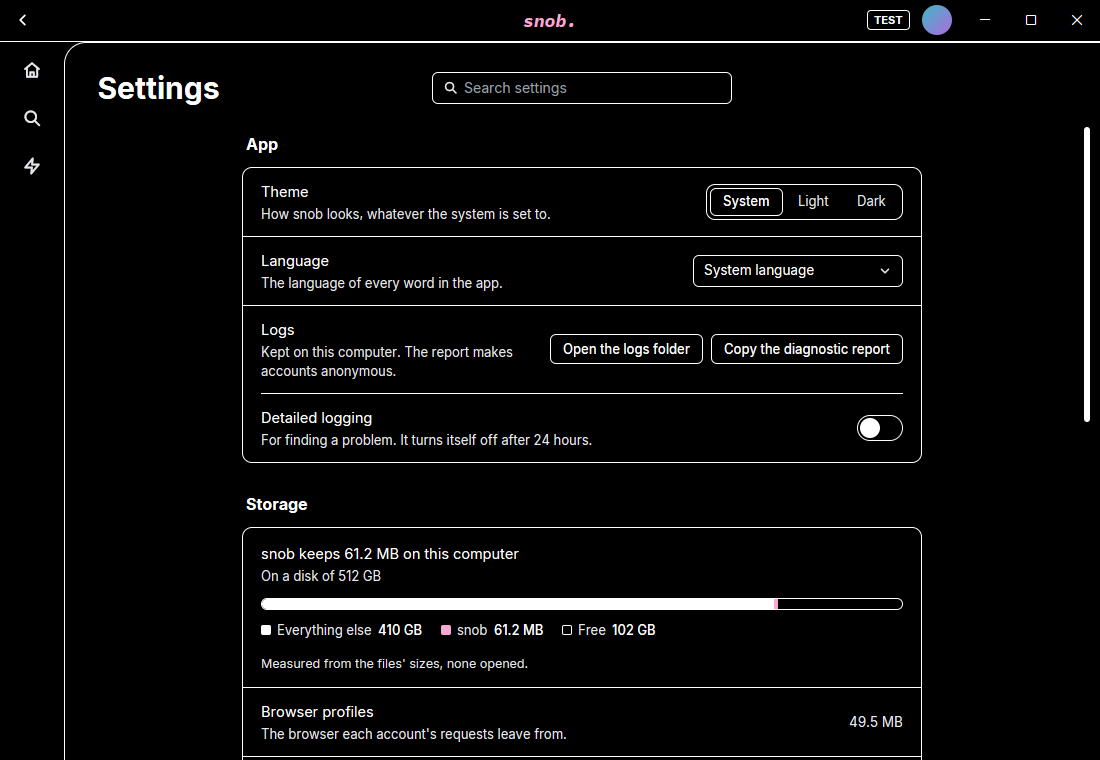 snob.
TEST
Settings
Search settings
App
Theme
How snob looks, whatever the system is set to.
System Light Dark
Language
The language of every word in the app.
System language
Logs
Kept on this computer. The report makes
accounts anonymous.
Open the logs folder
Copy the diagnostic report
Detailed logging
For finding a problem. It turns itself off after 24 hours.
Storage
snob keeps 61.2 MB on this computer
On a disk of 512 GB
Everything else 410 GB snob 61.2 MB Free 102 GB
Measured from the files' sizes, none opened.
Browser profiles
The browser each account's requests leave from.
49.5 MB